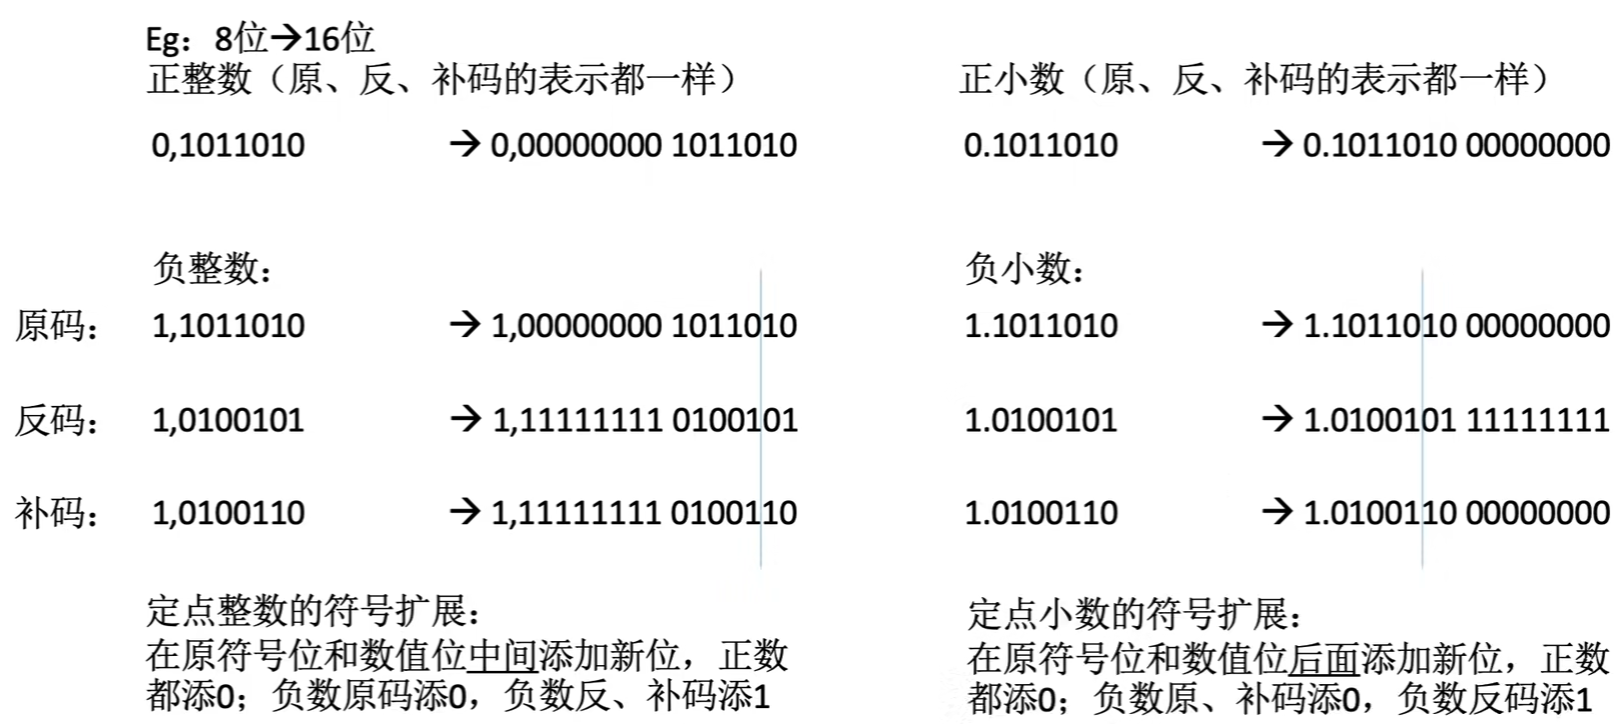 Eg：8位→16位
正整数（原、反、补码的表示都一样）
0,1011010 → 0,00000000 1011010
负整数：
原码： 1,1011010 → 1,00000000 1011010
反码： 1,0100101 → 1,11111111 0100101
补码： 1,0100110 → 1,11111111 0100110
定点整数的符号扩展：
在原符号位和数值位中间添加新位，正数
都添0；负数原码添0，负数反、补码添1
正小数（原、反、补码的表示都一样）
0.1011010 → 0.1011010 00000000
负小数：
1.1011010 → 1.1011010 00000000
1.0100101 → 1.0100101 11111111
1.0100110 → 1.0100110 00000000
定点小数的符号扩展：
在原符号位和数值位后面添加新位，正数
都添0；负数原、补码添0，负数反码添1